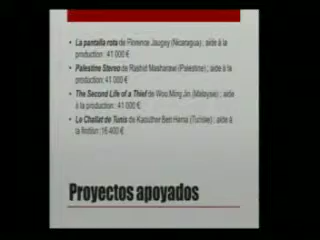 • La pantalla rota de Florence Jaugey (Nicaragua) ; aide à la
production : 41 000 €
• Palestine Stereo de Rashid Masharawi (Palestine) ; aide à la
production : 41 000 €
• The Second Life of a Thief de Woo Ming Jin (Malaysie) ; aide
à la production : 41 000 €
• Le Challat de Tunis de Kaouther Ben Hania (Tunisie) ; aide à
la finition : 16 400 €
Proyectos apoyados